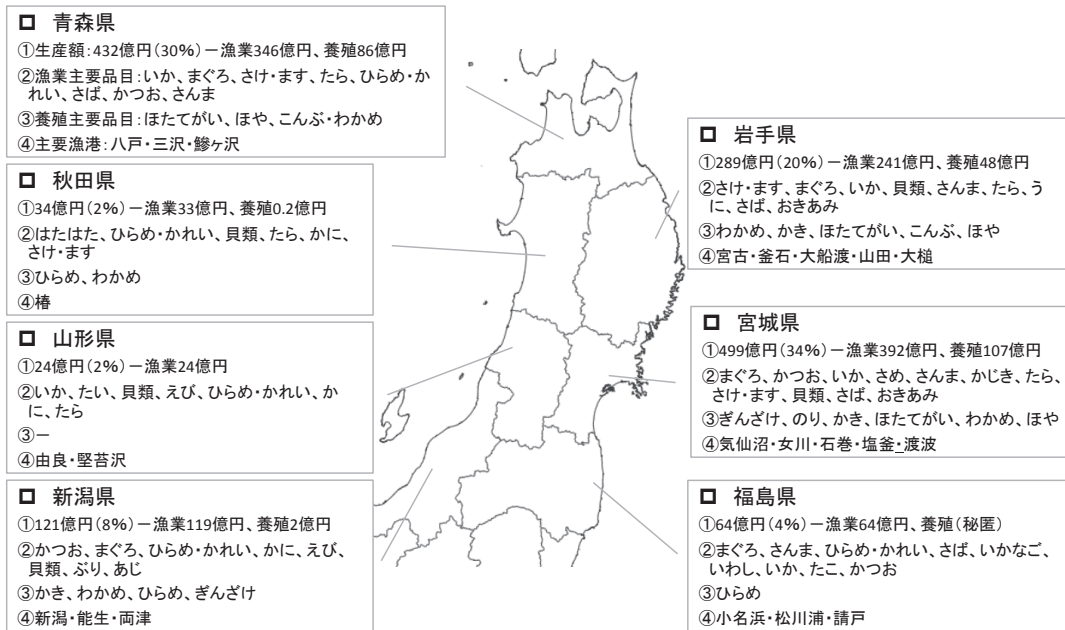 □ 青森県
①生産額:432億円(30%)－漁業346億円、養殖86億円
②漁業主要品目:いか、まぐろ、さけ・ます、たら、ひらめ・か
れい、さば、かつお、さんま
③養殖主要品目:ほたてがい、ほや、こんぶ・わかめ
④主要漁港:八戸・三沢・鰺ヶ沢
□ 秋田県
①34億円(2%)－漁業33億円、養殖0.2億円
②はたはた、ひらめ・かれい、貝類、たら、かに、
さけ・ます
③ひらめ、わかめ
④椿
□ 山形県
①24億円(2%)－漁業24億円
②いか、たい、貝類、えび、ひらめ・かれい、か
に、たら
③－
④由良・堅苔沢
□ 新潟県
①121億円(8%)－漁業119億円、養殖2億円
②かつお、まぐろ、ひらめ・かれい、かに、えび、
貝類、ぶり、あじ
③かき、わかめ、ひらめ、ぎんざけ
④新潟・能生・両津
□ 岩手県
①289億円(20%)－漁業241億円、養殖48億円
②さけ・ます、まぐろ、いか、貝類、さんま、たら、う
に、さば、おきあみ
③わかめ、かき、ほたてがい、こんぶ、ほや
④宮古・釜石・大船渡・山田・大槌
□ 宮城県
①499億円(34%)－漁業392億円、養殖107億円
②まぐろ、かつお、いか、さめ、さんま、かじき、たら、
さけ・ます、貝類、さば、おきあみ
③ぎんざけ、のり、かき、ほたてがい、わかめ、ほや
④気仙沼・女川・石巻・塩釜・渡波
□ 福島県
①64億円(4%)－漁業64億円、養殖(秘匿)
②まぐろ、さんま、ひらめ・かれい、さば、いかなご、
いわし、いか、たこ、かつお
③ひらめ
④小名浜・松川浦・請戸